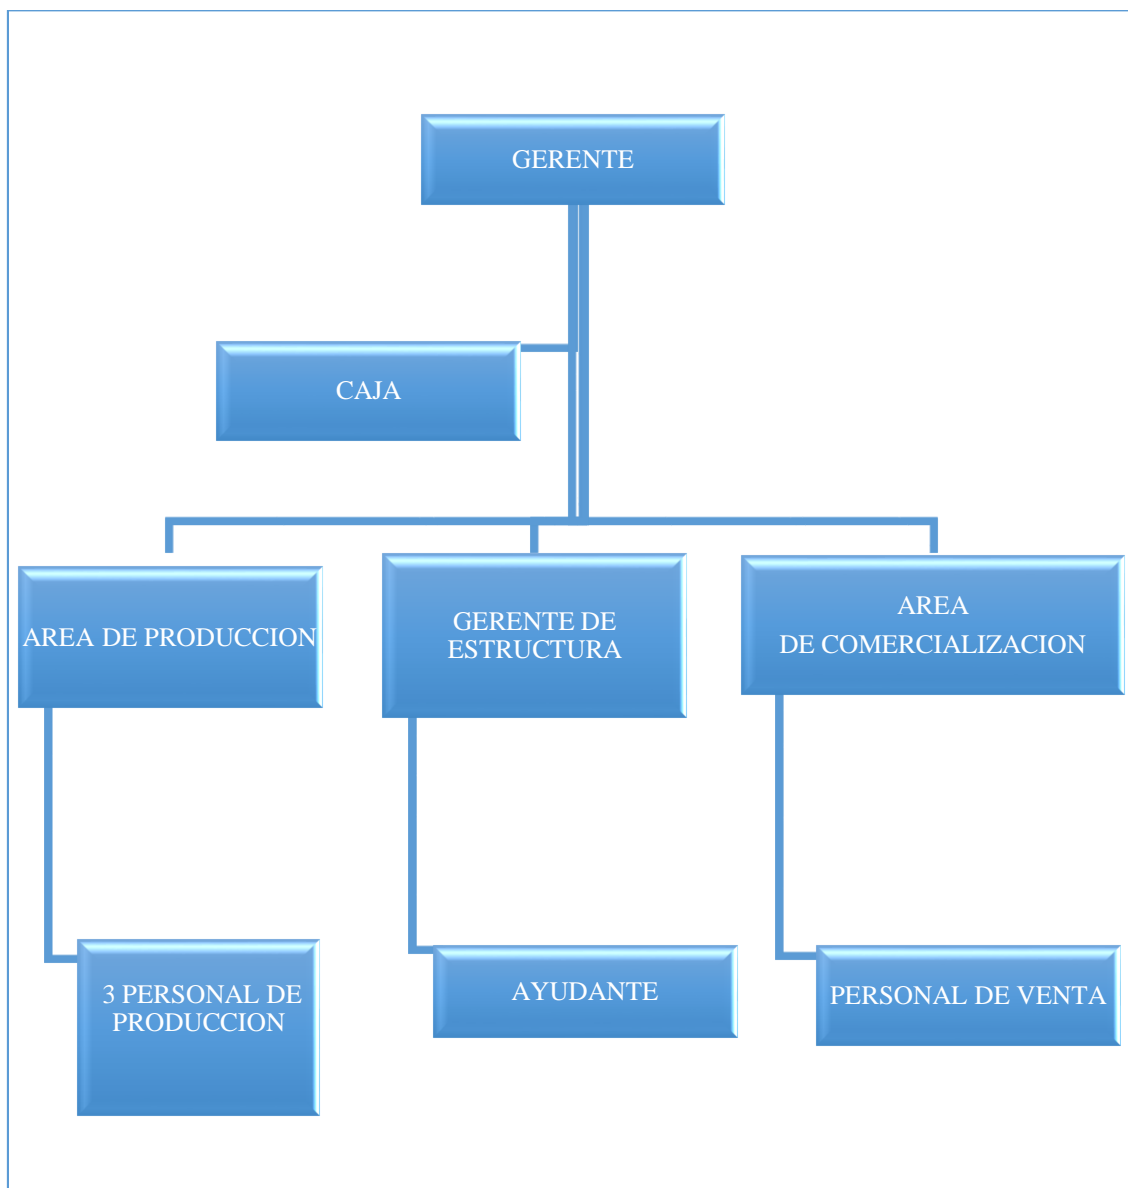 GERENTE
CAJA
AREA DE PRODUCCION
GERENTE DE
ESTRUCTURA
AREA
DE COMERCIALIZACION
3 PERSONAL DE
PRODUCCION
AYUDANTE
PERSONAL DE VENTA